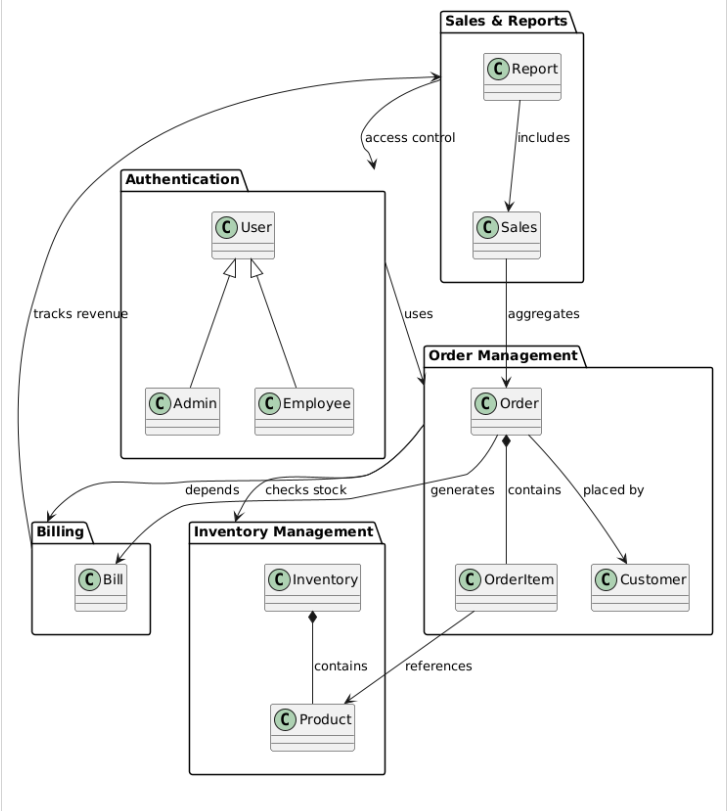 Sales & Reports
C Report
access control
includes
Authentication
C User
C Sales
tracks revenue
uses
aggregates
Order Management
C Admin
C Employee
C Order
depends
checks stock
generates
contains
placed by
Billing
Inventory Management
C Bill
C Inventory
C OrderItem
C Customer
contains
references
C Product